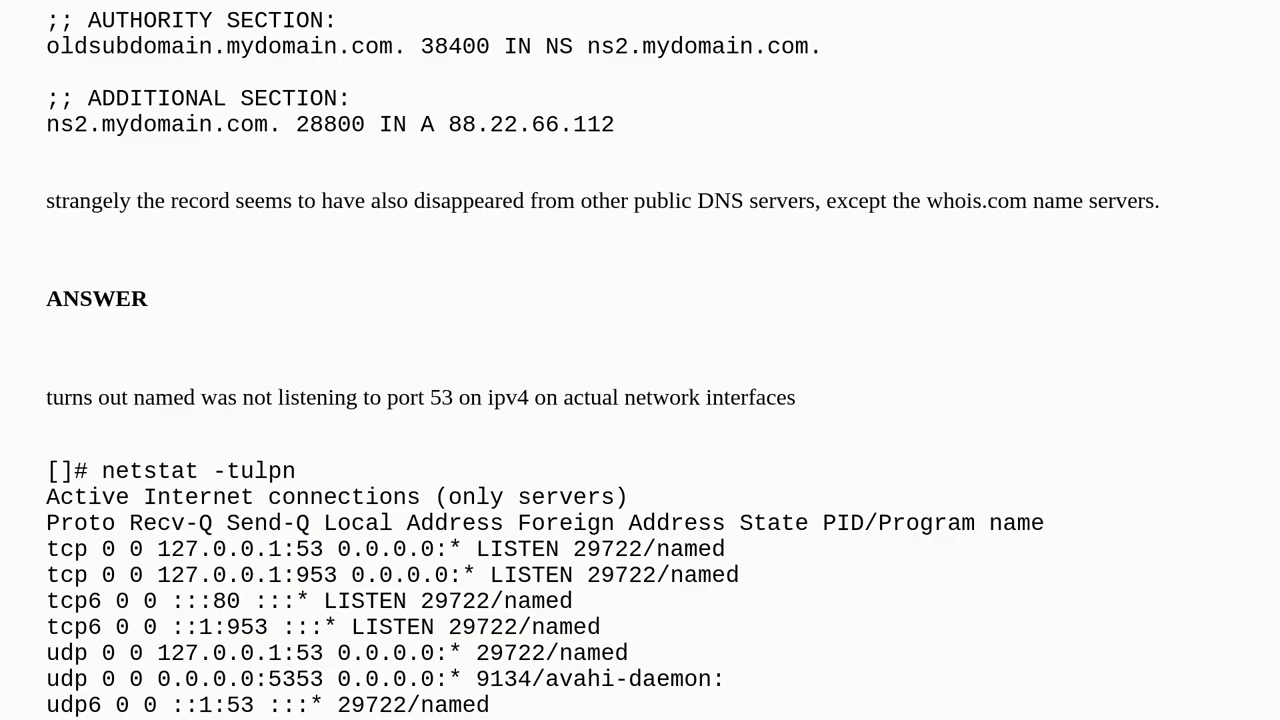 ;; AUTHORITY SECTION:
oldsubdomain.mydomain.com. 38400 IN NS ns2.mydomain.com.
;; ADDITIONAL SECTION:
ns2.mydomain.com. 28800 IN A 88.22.66.112
strangely the record seems to have also disappeared from other public DNS servers, except the whois.com name servers.
ANSWER
turns out named was not listening to port 53 on ipv4 on actual network interfaces
[]# netstat -tulpn
Active Internet connections (only servers)
Proto Recv-Q Send-Q Local Address Foreign Address State PID/Program name
tcp 0 0 127.0.0.1:53 0.0.0.0:* LISTEN 29722/named
tcp 0 0 127.0.0.1:953 0.0.0.0:* LISTEN 29722/named
tcp6 0 0 :::80 :::* LISTEN 29722/named
tcp6 0 0 ::1:953 :::* LISTEN 29722/named
udp 0 0 127.0.0.1:53 0.0.0.0:* 29722/named
udp 0 0 0.0.0.0:5353 0.0.0.0:* 9134/avahi-daemon:
udp6 0 0 ::1:53 :::* 29722/named